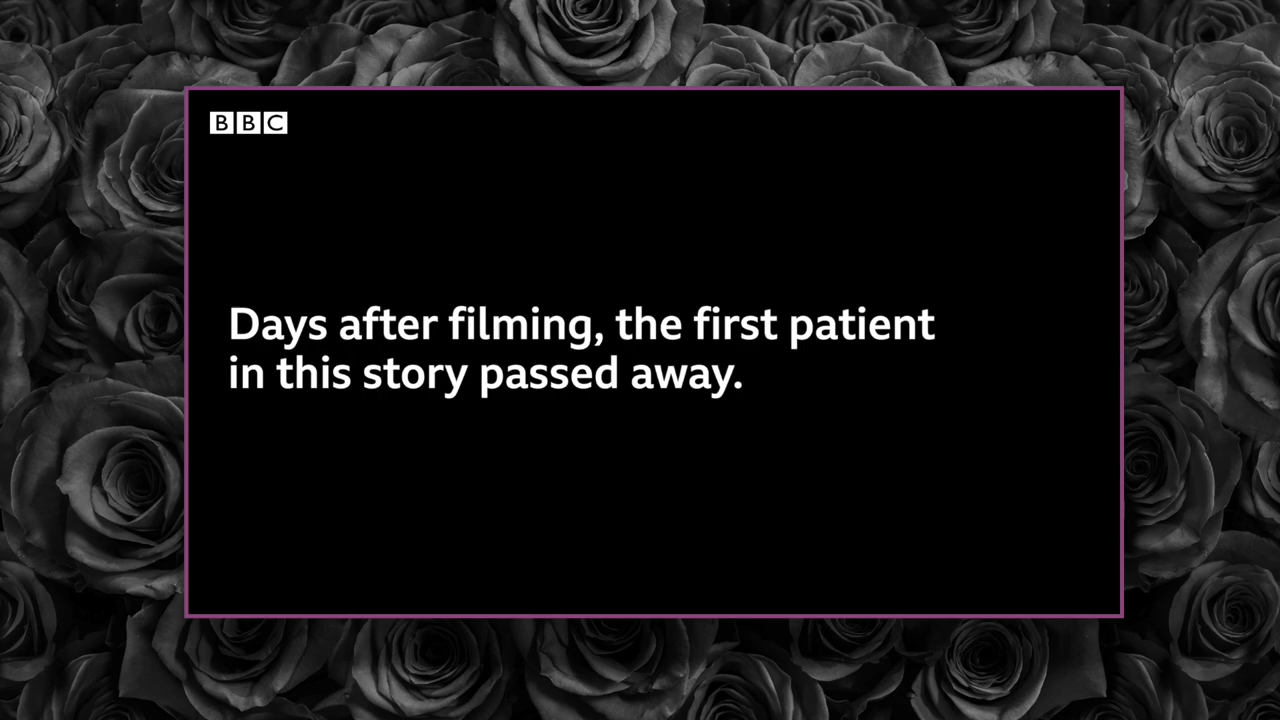 BBC
Days after filming, the first patient
in this story passed away.